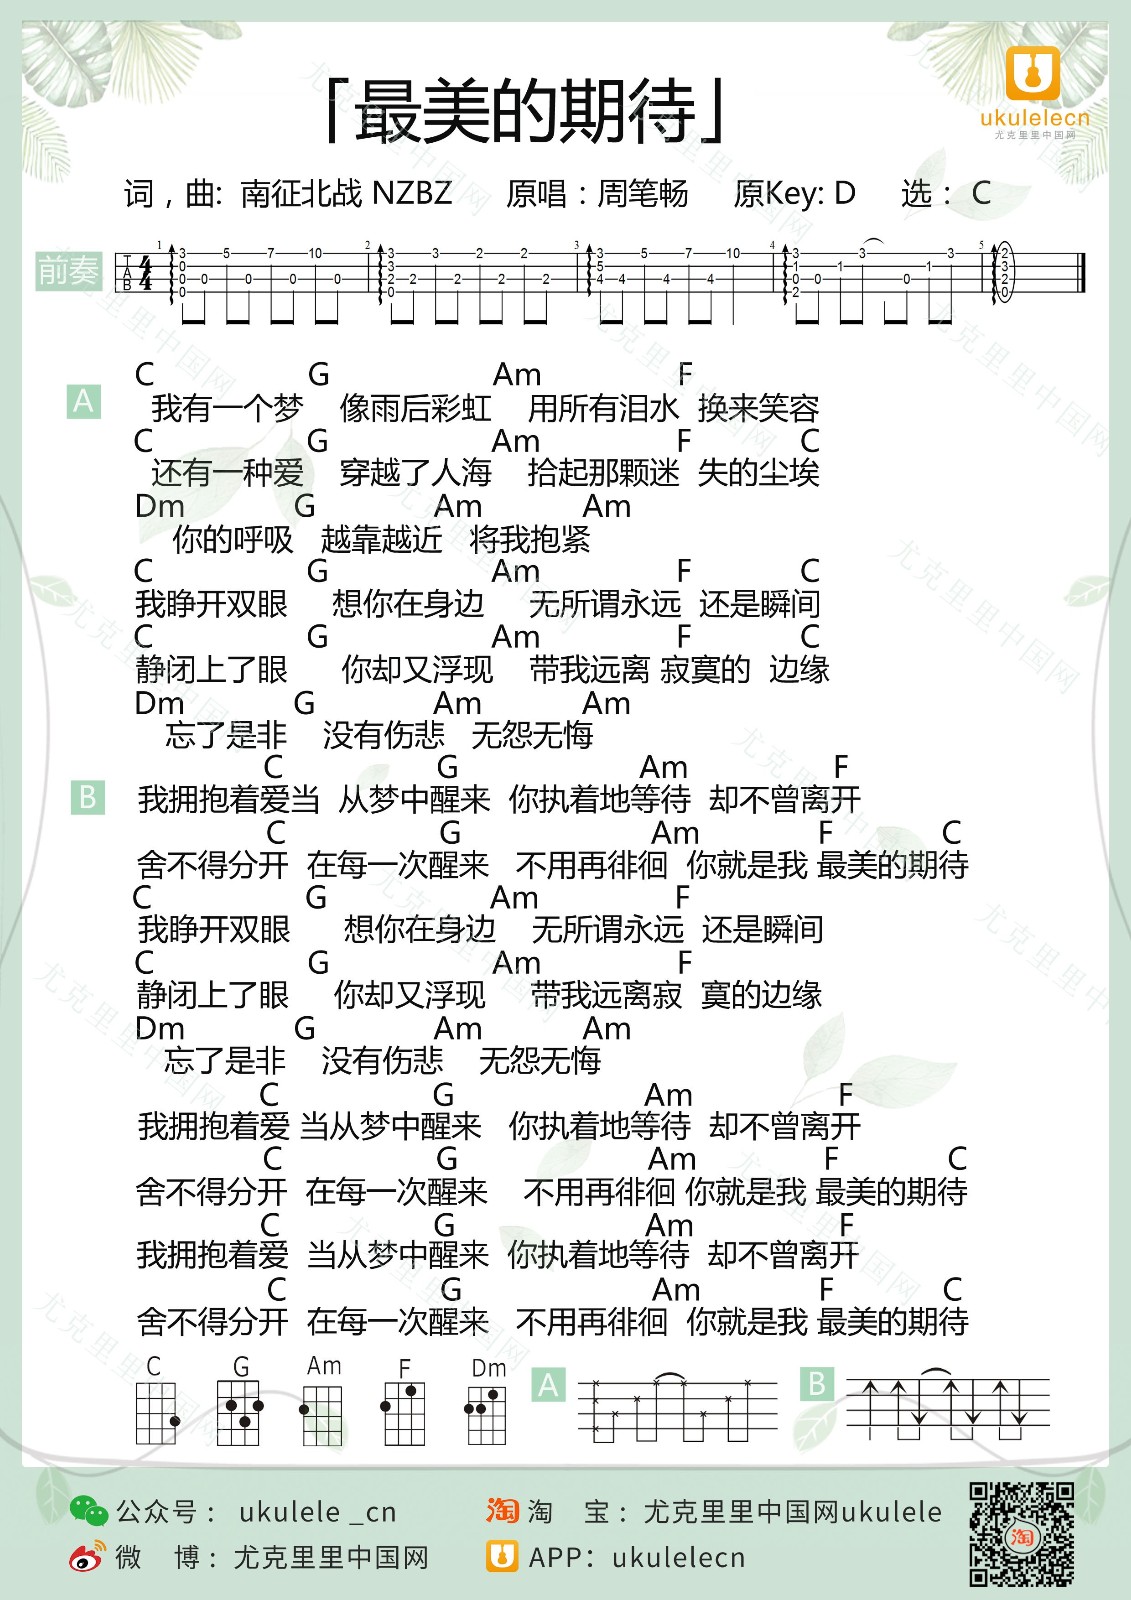 「最美的期待」
ukulelecn
尤克里里中国网
词，曲: 南征北战 NZBZ 原唱：周笔畅 原Key: D 选： C
前奏
1 2 3 4 5
T A B 4 4
3 3 0 0 0 5 0 7 0 10 0
3 3 2 0 2 3 2 2 2 2 2
3 5 4 4 5 4 7 4 10
3 1 0 2 0 1 3 0 1 3
2 3 2 0
C G Am F
A 我有一个梦 像雨后彩虹 用所有泪水 换来笑容
C G Am F C
还有一种爱 穿越了人海 拾起那颗迷 失的尘埃
Dm G Am Am
你的呼吸 越靠越近 将我抱紧
C G Am F C
我睁开双眼 想你在身边 无所谓永远 还是瞬间
C G Am F C
静闭上了眼 你却又浮现 带我远离 寂寞的 边缘
Dm G Am Am
忘了是非 没有伤悲 无怨无悔
C G Am F
B 我拥抱着爱当 从梦中醒来 你执着地等待 却不曾离开
C G Am F C
舍不得分开 在每一次醒来 不用再徘徊 你就是我 最美的期待
C G Am F
我睁开双眼 想你在身边 无所谓永远 还是瞬间
C G Am F
静闭上了眼 你却又浮现 带我远离寂 寞的边缘
Dm G Am Am
忘了是非 没有伤悲 无怨无悔
C G Am F
我拥抱着爱 当从梦中醒来 你执着地等待 却不曾离开
C G Am F C
舍不得分开 在每一次醒来 不用再徘徊 你就是我 最美的期待
C G Am F
我拥抱着爱 当从梦中醒来 你执着地等待 却不曾离开
C G Am F C
舍不得分开 在每一次醒来 不用再徘徊 你就是我 最美的期待
C G Am F Dm A B
公众号： ukulele _cn
淘 淘 宝：尤克里里中国网ukulele
微 博：尤克里里中国网
APP：ukulelecn
淘